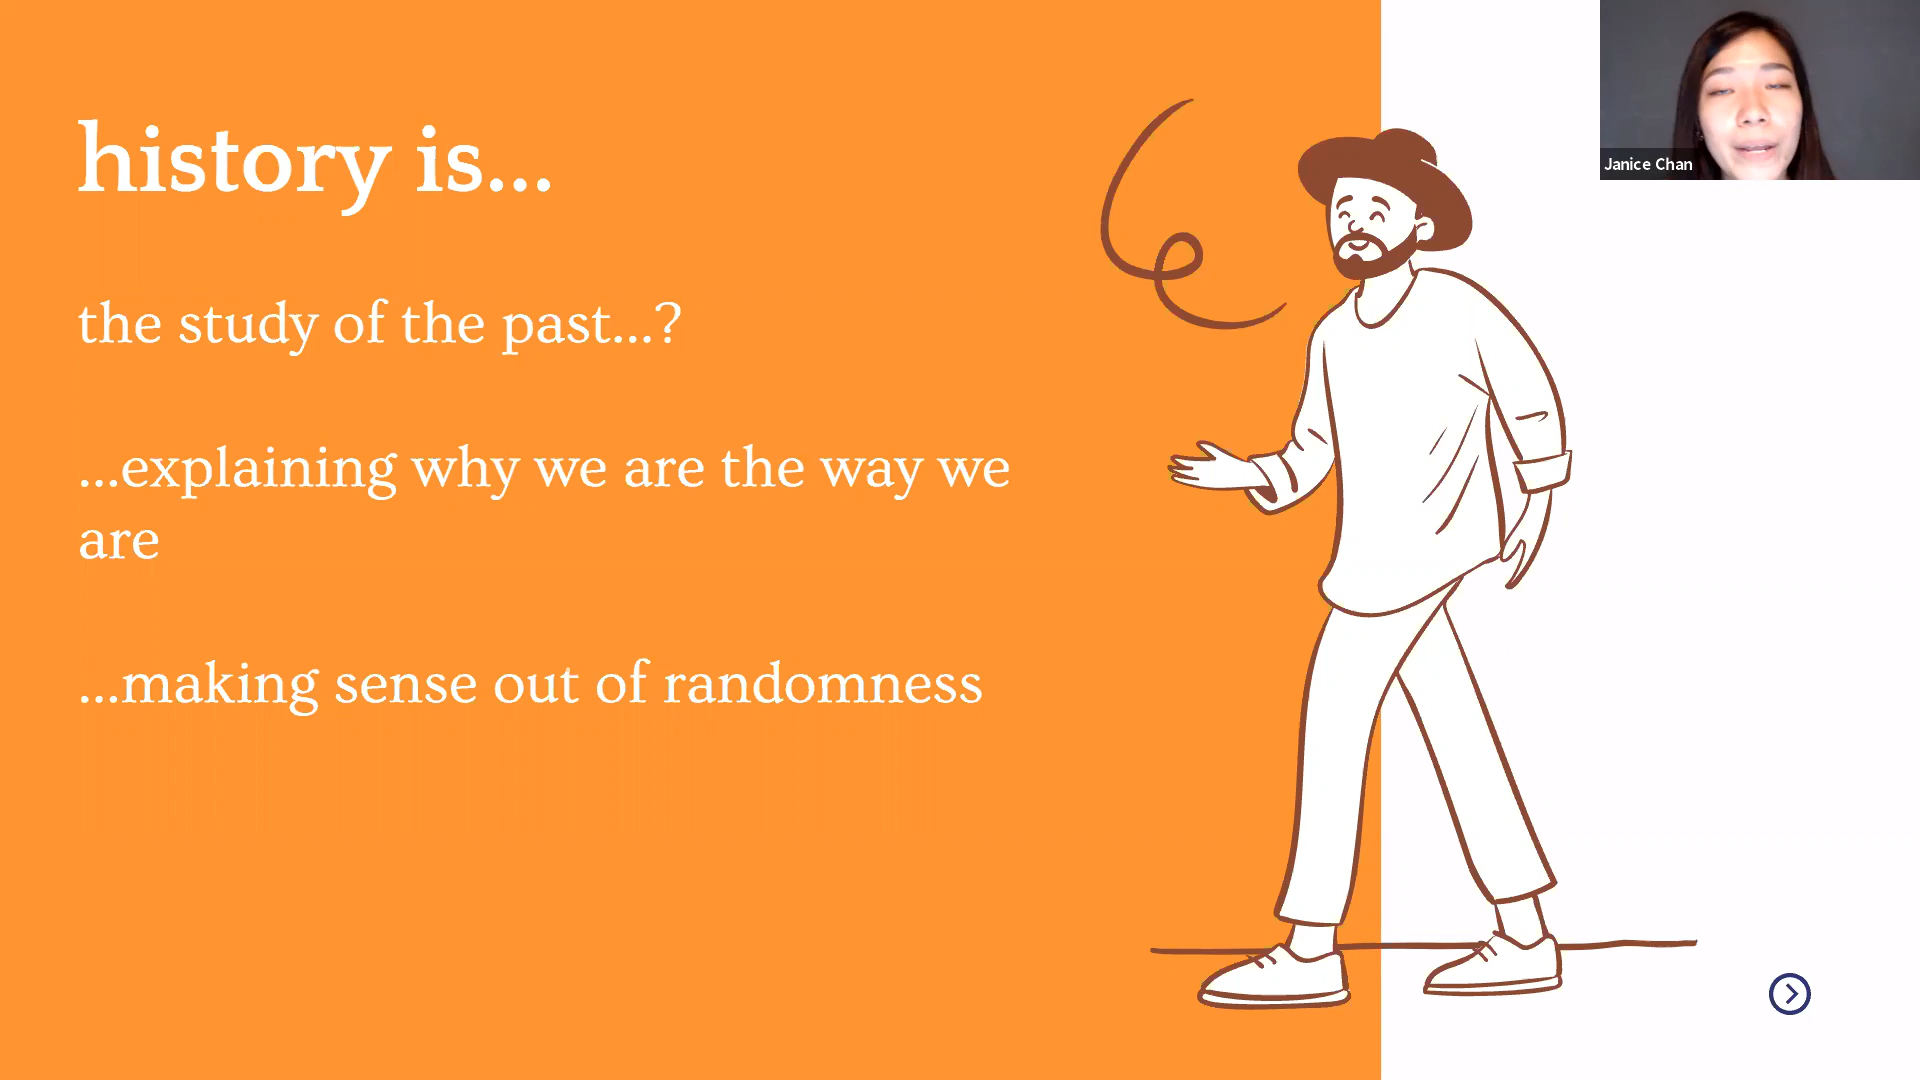 history is...
the study of the past...?
...explaining why we are the way we
are
...making sense out of randomness
Janice Chan